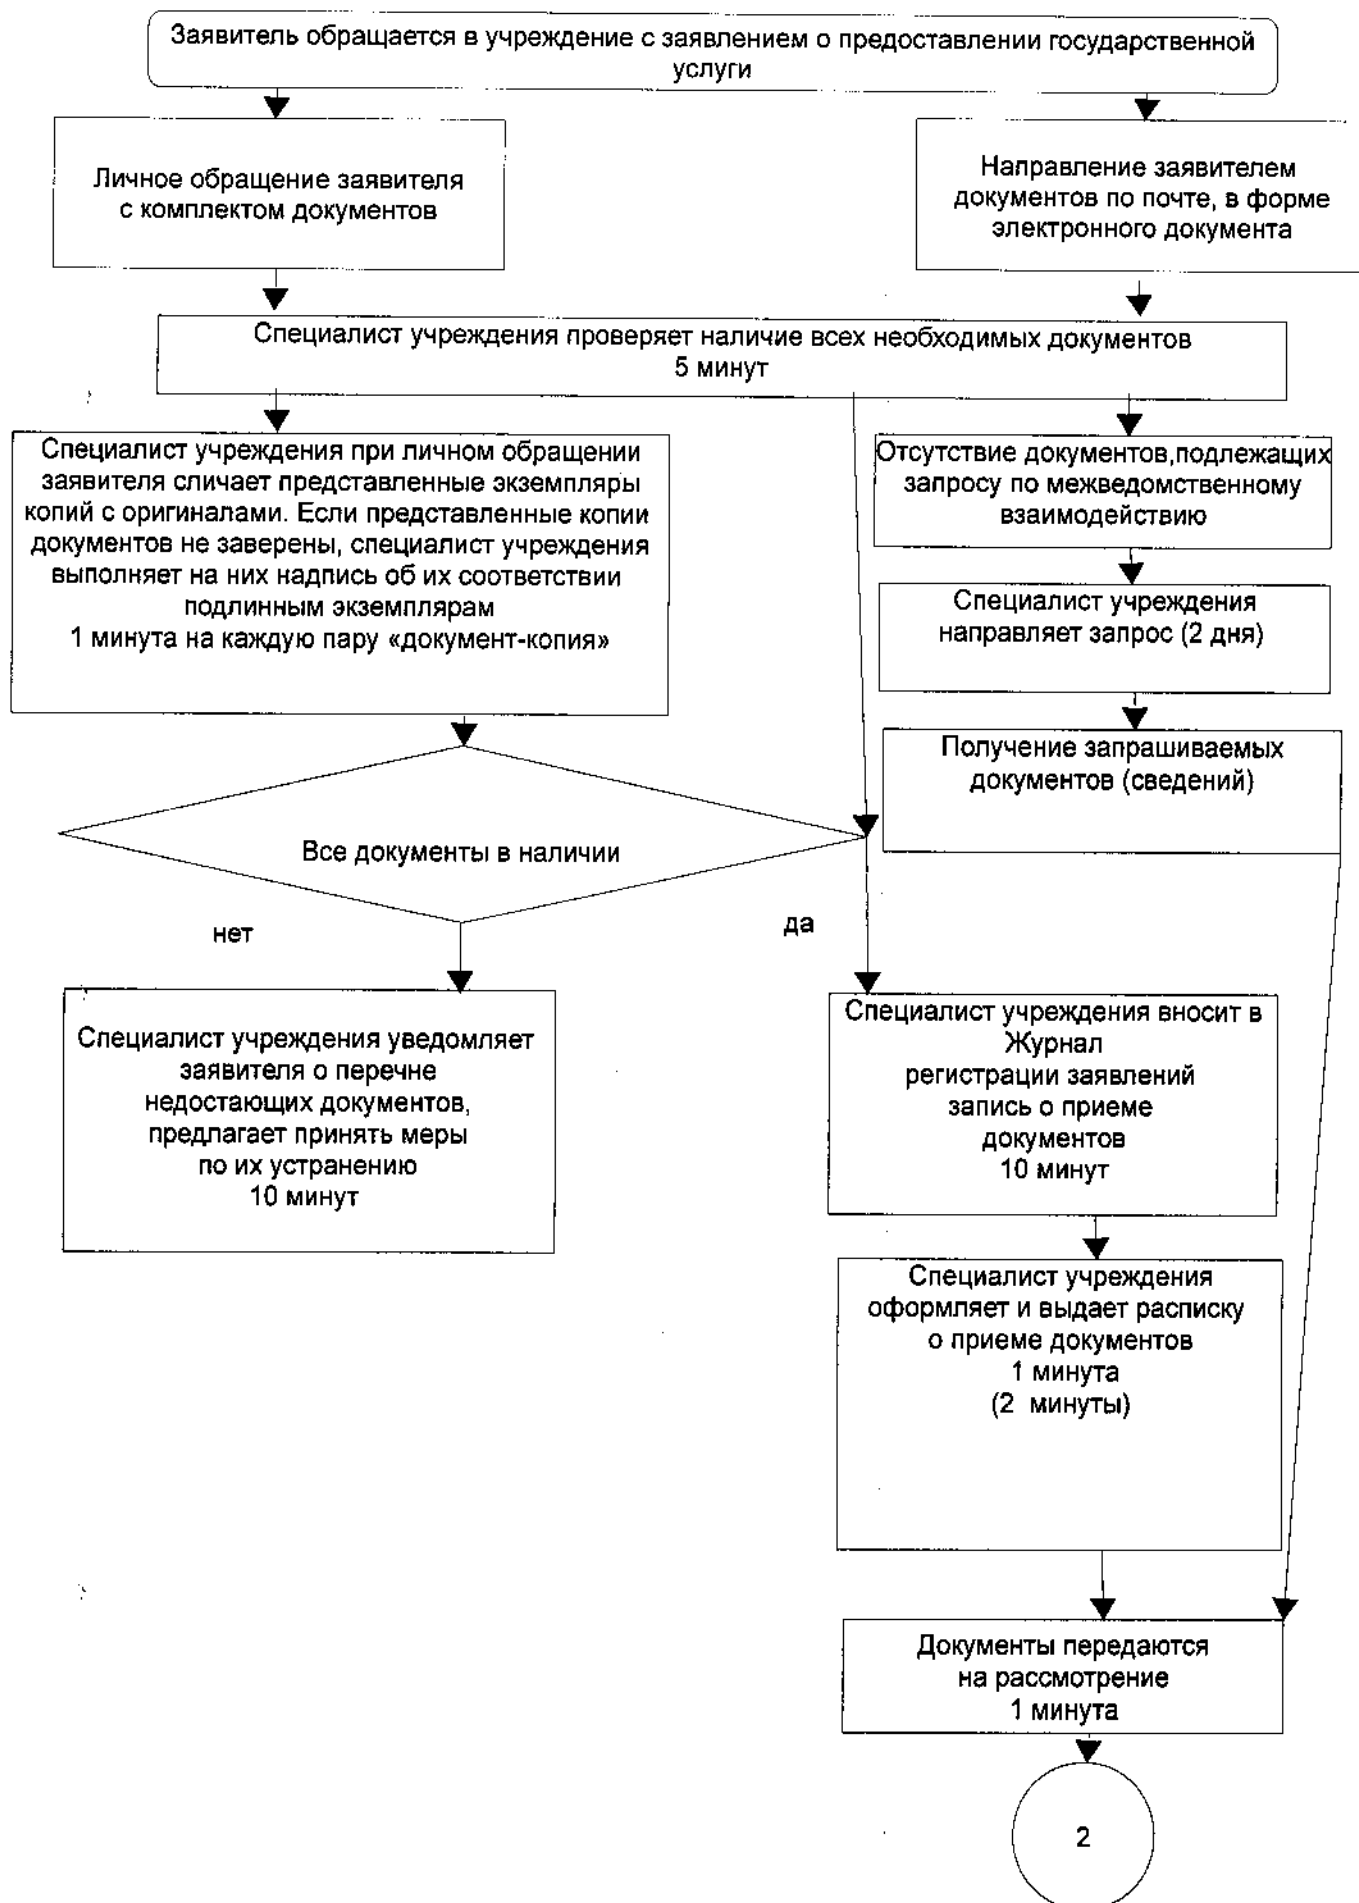 Заявитель обращается в учреждение с заявлением о предоставлении государственной
услуги
Личное обращение заявителя
с комплектом документов
Направление заявителем
документов по почте, в форме
электронного документа
Специалист учреждения проверяет наличие всех необходимых документов
5 минут
Специалист учреждения при личном обращении
заявителя сличает представленные экземпляры
копий с оригиналами. Если представленные копии
документов не заверены, специалист учреждения
выполняет на них надпись об их соответствии
подлинным экземплярам
1 минута на каждую пару «документ-копия»
Отсутствие документов,подлежащих
запросу по межведомственному
взаимодействию
Специалист учреждения
направляет запрос (2 дня)
Получение запрашиваемых
документов (сведений)
Все документы в наличии
нет
да
Специалист учреждения уведомляет
заявителя о перечне
недостающих документов,
предлагает принять меры
по их устранению
10 минут
Специалист учреждения вносит в
Журнал
регистрации заявлений
запись о приеме
документов
10 минут
Специалист учреждения
оформляет и выдает расписку
о приеме документов
1 минута
(2 минуты)
Документы передаются
на рассмотрение
1 минута
2